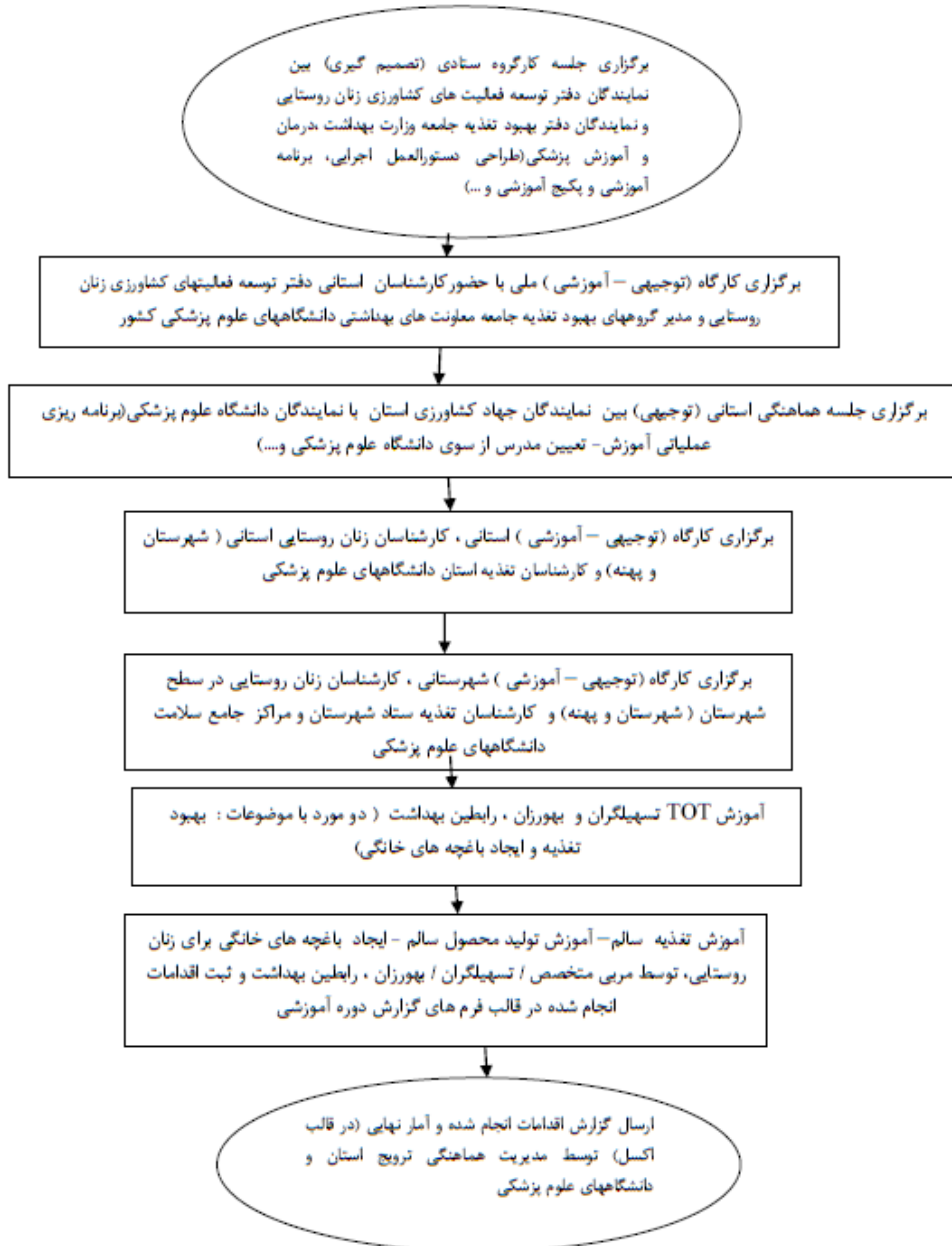 برگزاری جلسه کارگروه ستادی (تصمیم گیری) بین
نمایندگان دفتر توسعه فعالیت های کشاورزی زنان روستایی
و نمایندگان دفتر بهبود تغذیه جامعه وزارت بهداشت ،درمان
و آموزش پزشکی(طراحی دستورالعمل اجرایی، برنامه
آموزشی و پکیج آموزشی و ...)
برگزاری کارگاه (توجیهی – آموزشی ) ملی با حضورکارشناسان استانی دفتر توسعه فعالیتهای کشاورزی زنان
روستایی و مدیر گروههای بهبود تغذیه جامعه معاونت های بهداشتی دانشگاههای علوم پزشکی کشور
برگزاری جلسه هماهنگی استانی (توجیهی) بین نمایندگان جهاد کشاورزی استان با نمایندگان دانشگاه علوم پزشکی(برنامه ریزی
عملیاتی آموزش- تعیین مدرس از سوی دانشگاه علوم پزشکی و....)
برگزاری کارگاه (توجیهی – آموزشی ) استانی ، کارشناسان زنان روستایی استانی ( شهرستان
و پهنه) و کارشناسان تغذیه استان دانشگاههای علوم پزشکی
برگزاری کارگاه (توجیهی – آموزشی ) شهرستانی ، کارشناسان زنان روستایی در سطح
شهرستان ( شهرستان و پهنه) و کارشناسان تغذیه ستاد شهرستان و مراکز جامع سلامت
دانشگاههای علوم پزشکی
آموزش TOT تسهیلگران و بهورزان ، رابطین بهداشت ( دو مورد با موضوعات : بهبود
تغذیه و ایجاد باغچه های خانگی)
آموزش تغذیه سالم– آموزش تولید محصول سالم - ایجاد باغچه های خانگی برای زنان
روستایی، توسط مربی متخصص / تسهیلگران / بهورزان ، رابطین بهداشت و ثبت اقدامات
انجام شده در قالب فرم های گزارش دوره آموزشی
ارسال گزارش اقدامات انجام شده و آمار نهایی (در قالب
اکسل) توسط مدیریت هماهنگی ترویج استان و
دانشگاههای علوم پزشکی